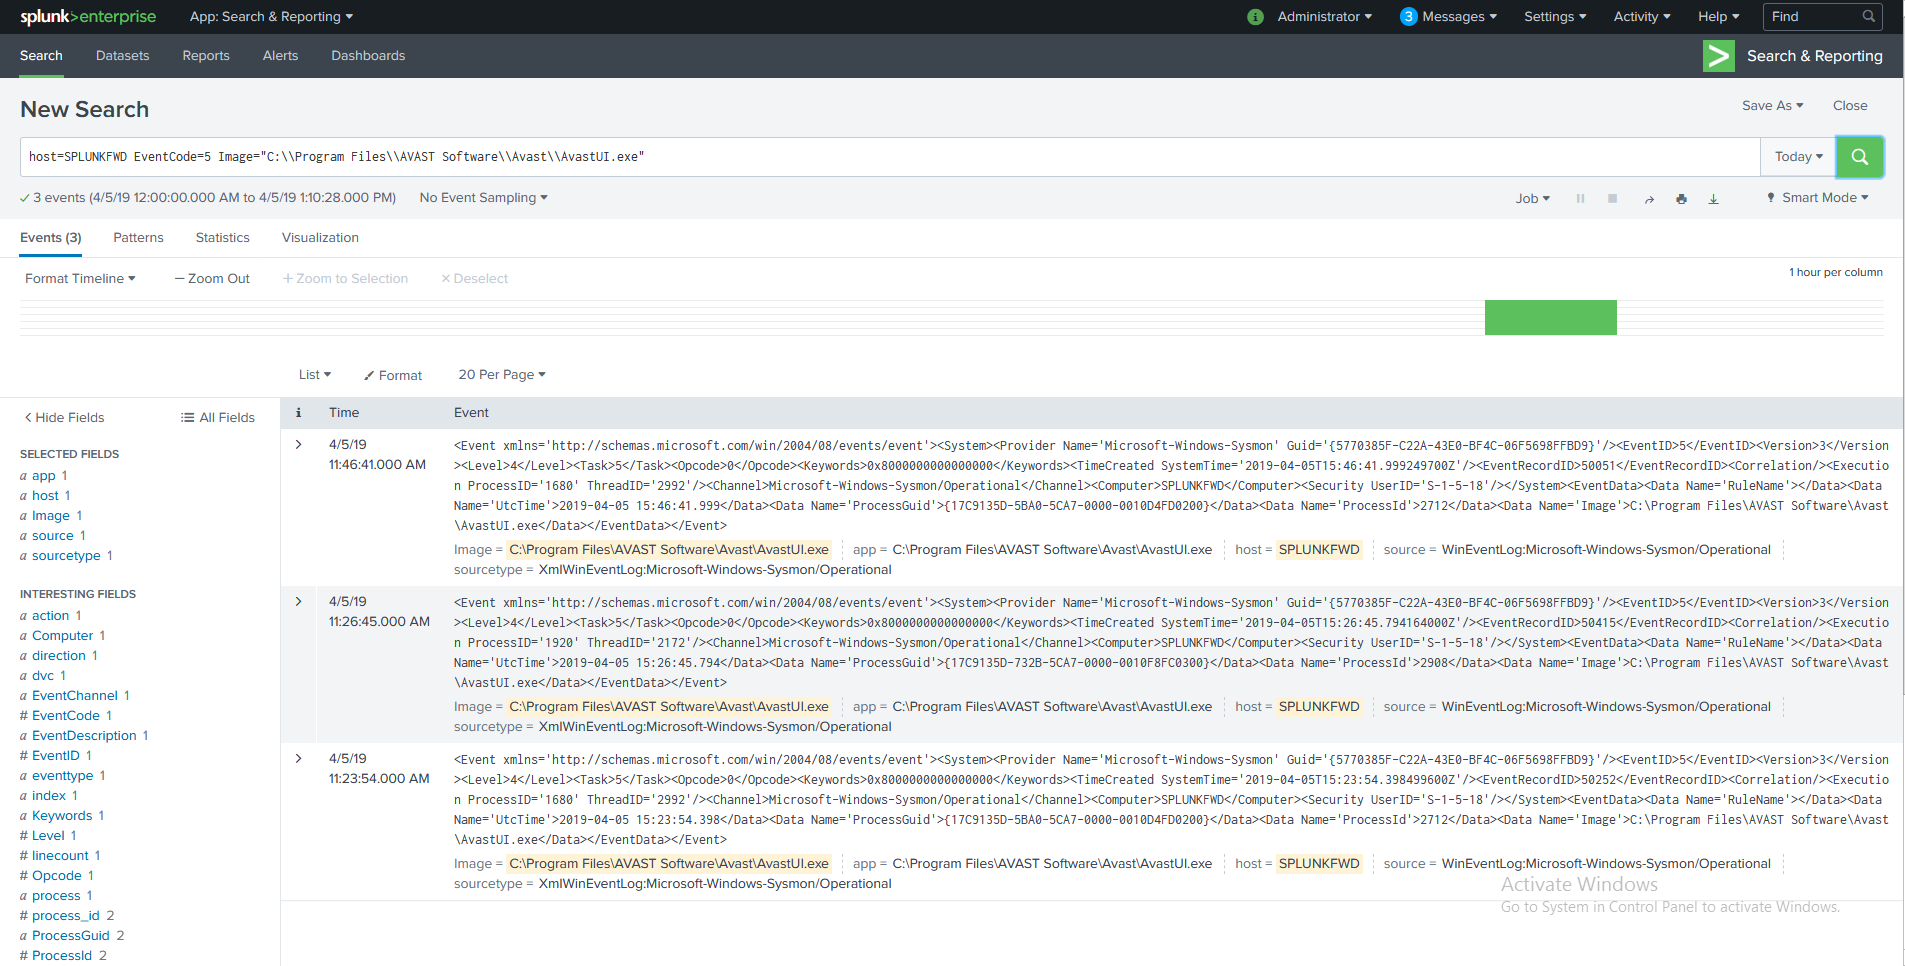 splunk>enterprise App: Search & Reporting ▾ i Administrator ▾ 3 Messages ▾ Settings ▾ Activity ▾ Help ▾ Find
Search Datasets Reports Alerts Dashboards Search & Reporting
New Search Save As ▾ Close
host=SPLUNKFWD EventCode=5 Image="C:\\Program Files\\AVAST Software\\Avast\\AvastUI.exe" Today ▾
✓ 3 events (4/5/19 12:00:00.000 AM to 4/5/19 1:10:28.000 PM) No Event Sampling ▾ Job ▾ Smart Mode ▾
Events (3) Patterns Statistics Visualization
Format Timeline ▾ — Zoom Out + Zoom to Selection × Deselect 1 hour per column
List ▾ Format 20 Per Page ▾
< Hide Fields All Fields
SELECTED FIELDS
a app 1
a host 1
a Image 1
a source 1
a sourcetype 1
INTERESTING FIELDS
a action 1
a Computer 1
a direction 1
a dvc 1
a EventChannel 1
# EventCode 1
a EventDescription 1
# EventID 1
a eventtype 1
a index 1
a Keywords 1
# Level 1
# linecount 1
# Opcode 1
a process 1
# process_id 2
a ProcessGuid 2
# ProcessId 2
i Time Event
> 4/5/19
11:46:41.000 AM
<Event xmlns='http://schemas.microsoft.com/win/2004/08/events/event'><System><Provider Name='Microsoft-Windows-Sysmon' Guid='{5770385F-C22A-43E0-BF4C-06F5698FFBD9}'/><EventID>5</EventID><Version>3</Version
><Level>4</Level><Task>5</Task><Opcode>0</Opcode><Keywords>0x8000000000000000</Keywords><TimeCreated SystemTime='2019-04-05T15:46:41.999249700Z'/><EventRecordID>50051</EventRecordID><Correlation/><Executio
n ProcessID='1680' ThreadID='2992'/><Channel>Microsoft-Windows-Sysmon/Operational</Channel><Computer>SPLUNKFWD</Computer><Security UserID='S-1-5-18'/></System><EventData><Data Name='RuleName'></Data><Data
Name='UtcTime'>2019-04-05 15:46:41.999</Data><Data Name='ProcessGuid'>{17C9135D-5BA0-5CA7-0000-0010D4FD0200}</Data><Data Name='ProcessId'>2712</Data><Data Name='Image'>C:\Program Files\AVAST Software\Avast
\AvastUI.exe</Data></EventData></Event>
Image = C:\Program Files\AVAST Software\Avast\AvastUI.exe app = C:\Program Files\AVAST Software\Avast\AvastUI.exe host = SPLUNKFWD source = WinEventLog:Microsoft-Windows-Sysmon/Operational
sourcetype = XmlWinEventLog:Microsoft-Windows-Sysmon/Operational
> 4/5/19
11:26:45.000 AM
<Event xmlns='http://schemas.microsoft.com/win/2004/08/events/event'><System><Provider Name='Microsoft-Windows-Sysmon' Guid='{5770385F-C22A-43E0-BF4C-06F5698FFBD9}'/><EventID>5</EventID><Version>3</Version
><Level>4</Level><Task>5</Task><Opcode>0</Opcode><Keywords>0x8000000000000000</Keywords><TimeCreated SystemTime='2019-04-05T15:26:45.794164000Z'/><EventRecordID>50415</EventRecordID><Correlation/><Executio
n ProcessID='1920' ThreadID='2172'/><Channel>Microsoft-Windows-Sysmon/Operational</Channel><Computer>SPLUNKFWD</Computer><Security UserID='S-1-5-18'/></System><EventData><Data Name='RuleName'></Data><Data
Name='UtcTime'>2019-04-05 15:26:45.794</Data><Data Name='ProcessGuid'>{17C9135D-732B-5CA7-0000-0010F8FC0300}</Data><Data Name='ProcessId'>2908</Data><Data Name='Image'>C:\Program Files\AVAST Software\Avast
\AvastUI.exe</Data></EventData></Event>
Image = C:\Program Files\AVAST Software\Avast\AvastUI.exe app = C:\Program Files\AVAST Software\Avast\AvastUI.exe host = SPLUNKFWD source = WinEventLog:Microsoft-Windows-Sysmon/Operational
sourcetype = XmlWinEventLog:Microsoft-Windows-Sysmon/Operational
> 4/5/19
11:23:54.000 AM
<Event xmlns='http://schemas.microsoft.com/win/2004/08/events/event'><System><Provider Name='Microsoft-Windows-Sysmon' Guid='{5770385F-C22A-43E0-BF4C-06F5698FFBD9}'/><EventID>5</EventID><Version>3</Version
><Level>4</Level><Task>5</Task><Opcode>0</Opcode><Keywords>0x8000000000000000</Keywords><TimeCreated SystemTime='2019-04-05T15:23:54.398499600Z'/><EventRecordID>50252</EventRecordID><Correlation/><Executio
n ProcessID='1680' ThreadID='2992'/><Channel>Microsoft-Windows-Sysmon/Operational</Channel><Computer>SPLUNKFWD</Computer><Security UserID='S-1-5-18'/></System><EventData><Data Name='RuleName'></Data><Data
Name='UtcTime'>2019-04-05 15:23:54.398</Data><Data Name='ProcessGuid'>{17C9135D-5BA0-5CA7-0000-0010D4FD0200}</Data><Data Name='ProcessId'>2712</Data><Data Name='Image'>C:\Program Files\AVAST Software\Avast
\AvastUI.exe</Data></EventData></Event>
Image = C:\Program Files\AVAST Software\Avast\AvastUI.exe app = C:\Program Files\AVAST Software\Avast\AvastUI.exe host = SPLUNKFWD source = WinEventLog:Microsoft-Windows-Sysmon/Operational
sourcetype = XmlWinEventLog:Microsoft-Windows-Sysmon/Operational
Activate Windows
Go to System in Control Panel to activate Windows.